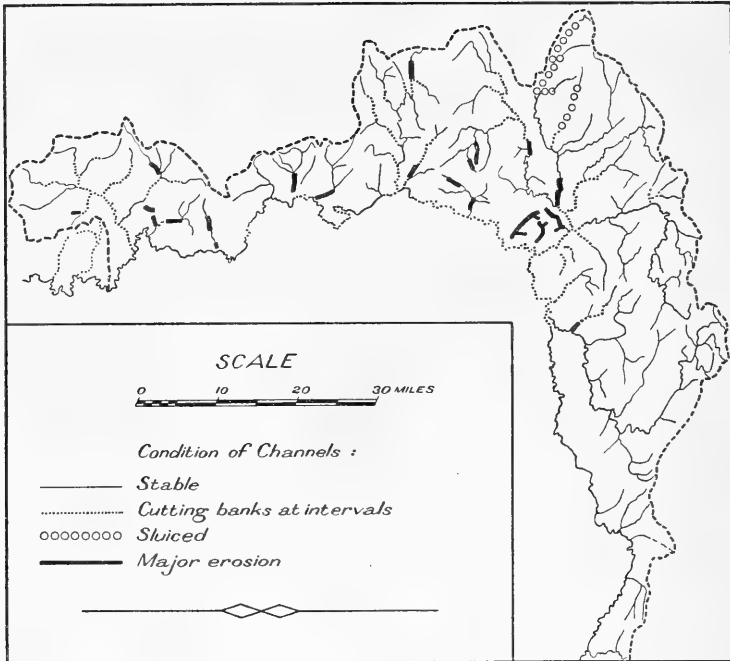 SCALE
0 10 20 30 MILES
Condition of Channels :
Stable
Cutting banks at intervals
Sluiced
Major erosion